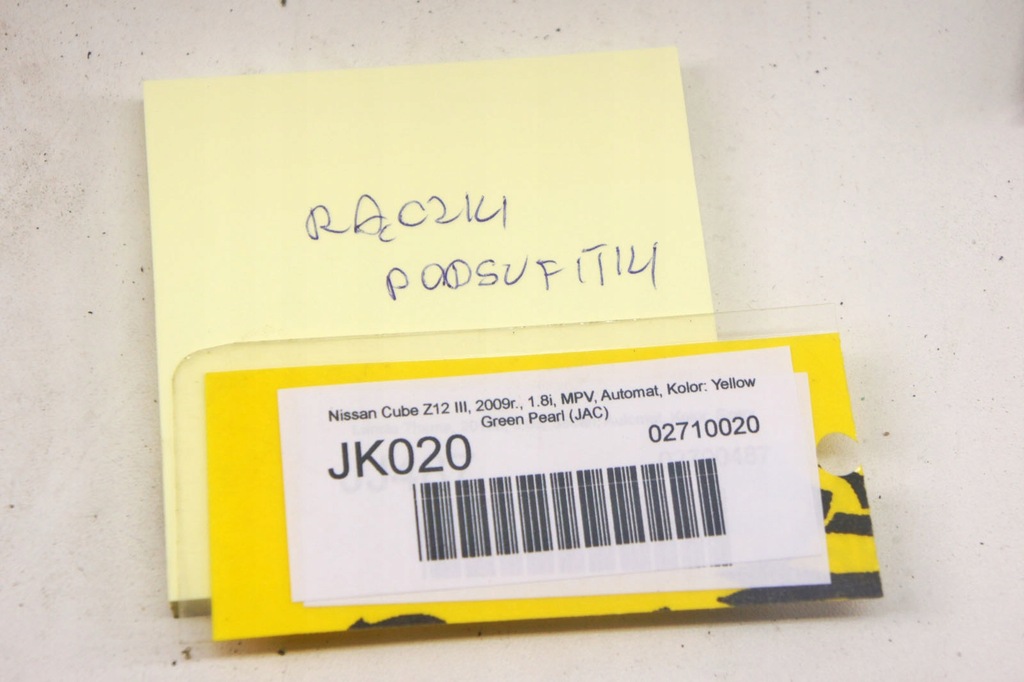 RĄCZKI
PODSUFITKI
Nissan Cube Z12 III, 2009r., 1.8i, MPV, Automat, Kolor: Yellow
Green Pearl (JAC)
JK020
02710020